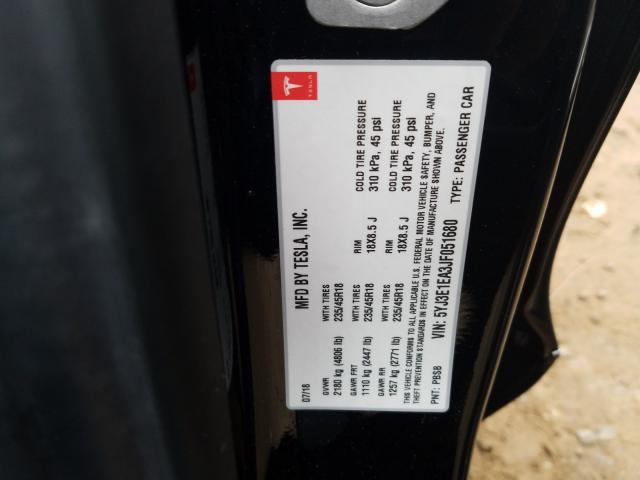 TESLA
MFD BY TESLA, INC.
07/18
GVWR
2180 kg (4806 lb)
WITH TIRES
235/45R18
RIM
18X8.5 J
COLD TIRE PRESSURE
310 kPa, 45 psi
GAWR FRT
1110 kg (2447 lb)
WITH TIRES
235/45R18
RIM
18X8.5 J
COLD TIRE PRESSURE
310 kPa, 45 psi
GAWR RR
1257 kg (2771 lb)
WITH TIRES
235/45R18
THIS VEHICLE CONFORMS TO ALL APPLICABLE U.S. FEDERAL MOTOR VEHICLE SAFETY, BUMPER, AND
THEFT PREVENTION STANDARDS IN EFFECT ON THE DATE OF MANUFACTURE SHOWN ABOVE.
VIN: 5YJ3E1EA3JF051680
PNT: PBSB
TYPE: PASSENGER CAR